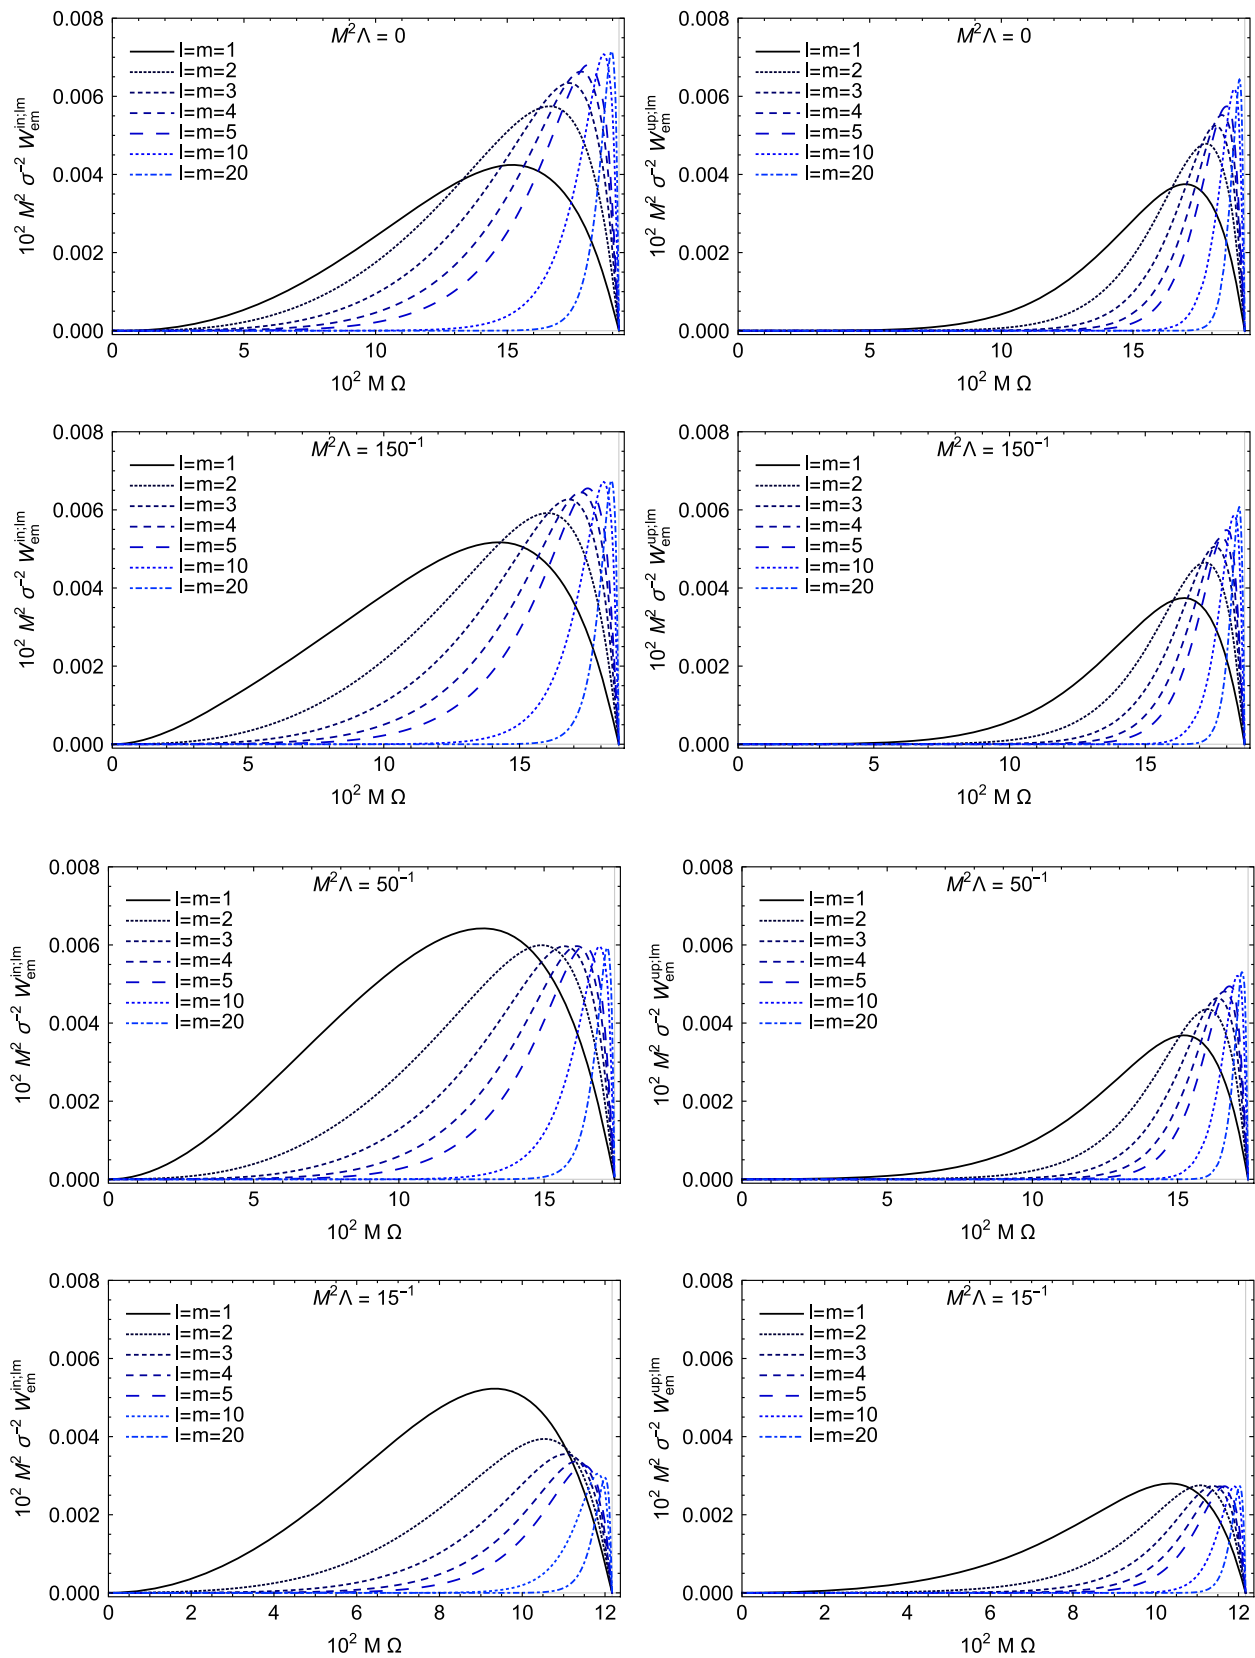 M²Λ = 0
l=m=1
l=m=2
l=m=3
l=m=4
l=m=5
l=m=10
l=m=20
0.008
0.006
0.004
0.002
0.000
10² M² σ⁻² W_em^in;lm
0 5 10 15
10² M Ω
M²Λ = 0
l=m=1
l=m=2
l=m=3
l=m=4
l=m=5
l=m=10
l=m=20
0.008
0.006
0.004
0.002
0.000
10² M² σ⁻² W_em^up;lm
0 5 10 15
10² M Ω
M²Λ = 150⁻¹
l=m=1
l=m=2
l=m=3
l=m=4
l=m=5
l=m=10
l=m=20
0.008
0.006
0.004
0.002
0.000
10² M² σ⁻² W_em^in;lm
0 5 10 15
10² M Ω
M²Λ = 150⁻¹
l=m=1
l=m=2
l=m=3
l=m=4
l=m=5
l=m=10
l=m=20
0.008
0.006
0.004
0.002
0.000
10² M² σ⁻² W_em^up;lm
0 5 10 15
10² M Ω
M²Λ = 50⁻¹
l=m=1
l=m=2
l=m=3
l=m=4
l=m=5
l=m=10
l=m=20
0.008
0.006
0.004
0.002
0.000
10² M² σ⁻² W_em^in;lm
0 5 10 15
10² M Ω
M²Λ = 50⁻¹
l=m=1
l=m=2
l=m=3
l=m=4
l=m=5
l=m=10
l=m=20
0.008
0.006
0.004
0.002
0.000
10² M² σ⁻² W_em^up;lm
0 5 10 15
10² M Ω
M²Λ = 15⁻¹
l=m=1
l=m=2
l=m=3
l=m=4
l=m=5
l=m=10
l=m=20
0.008
0.006
0.004
0.002
0.000
10² M² σ⁻² W_em^in;lm
0 2 4 6 8 10 12
10² M Ω
M²Λ = 15⁻¹
l=m=1
l=m=2
l=m=3
l=m=4
l=m=5
l=m=10
l=m=20
0.008
0.006
0.004
0.002
0.000
10² M² σ⁻² W_em^up;lm
0 2 4 6 8 10 12
10² M Ω